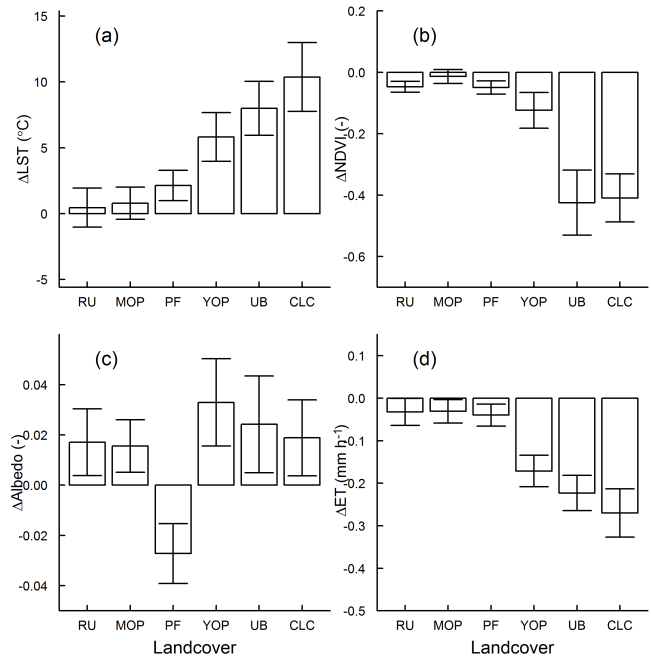 (a)
ΔLST (°C)
15
10
5
0
-5
RU MOP PF YOP UB CLC
(b)
ΔNDVI (-)
0.2
0.0
-0.2
-0.4
-0.6
RU MOP PF YOP UB CLC
(c)
ΔAlbedo (-)
0.04
0.02
0.00
-0.02
-0.04
RU MOP PF YOP UB CLC
Landcover
(d)
ΔET (mm h-1)
0.1
0.0
-0.1
-0.2
-0.3
-0.4
-0.5
RU MOP PF YOP UB CLC
Landcover